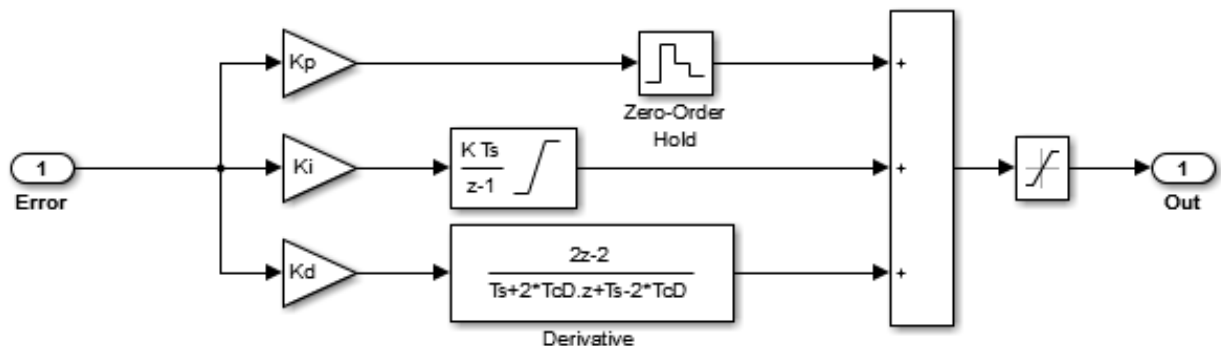 Kp
+
Zero-Order
Hold
1
Error
Ki
K Ts
z-1
+
1
Out
Kd
2z-2
Ts+2*TcD.z+Ts-2*TcD
+
Derivative